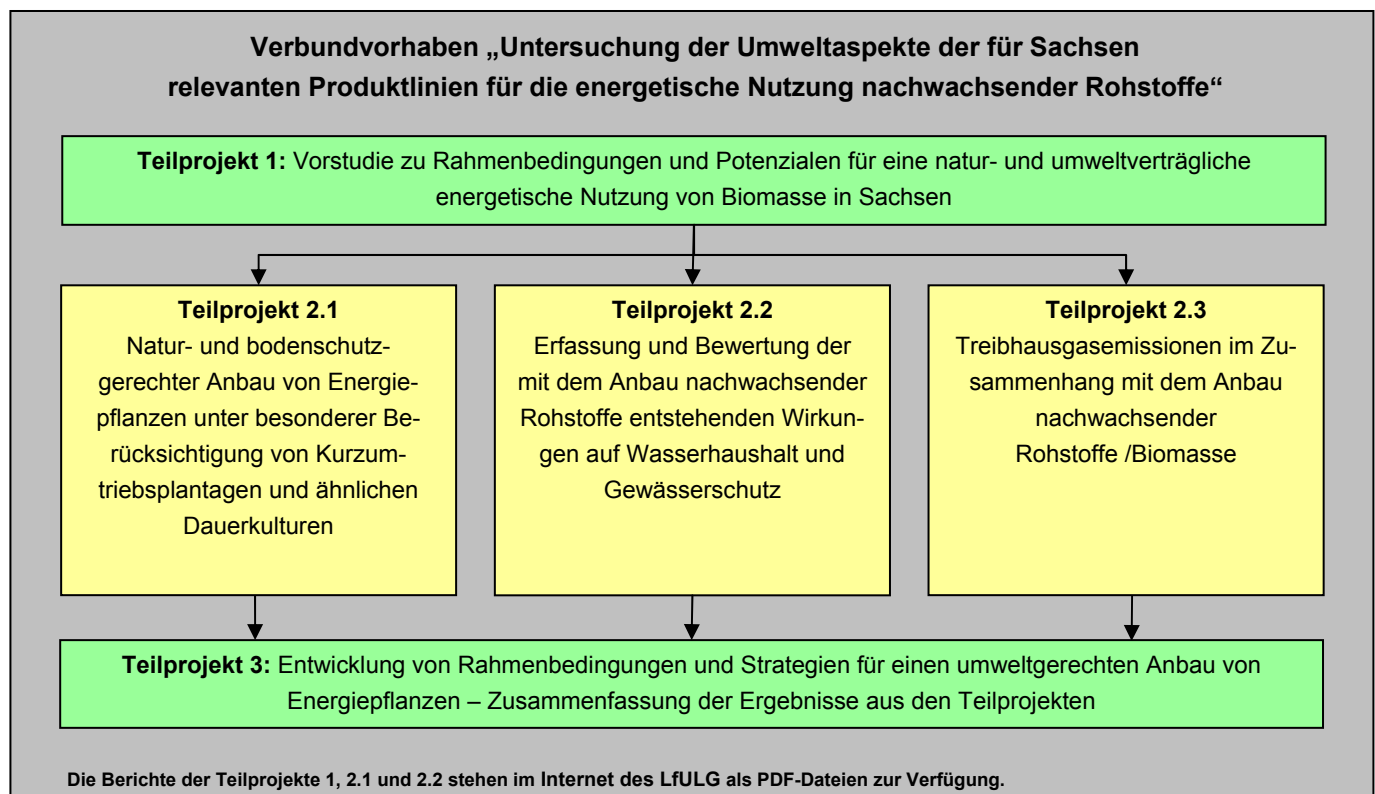 Verbundvorhaben „Untersuchung der Umweltaspekte der für Sachsen
relevanten Produktlinien für die energetische Nutzung nachwachsender Rohstoffe“
Teilprojekt 1: Vorstudie zu Rahmenbedingungen und Potenzialen für eine natur- und umweltverträgliche
energetische Nutzung von Biomasse in Sachsen
Teilprojekt 2.1
Natur- und bodenschutz-
gerechter Anbau von Energie-
pflanzen unter besonderer Be-
rücksichtigung von Kurzum-
triebsplantagen und ähnlichen
Dauerkulturen
Teilprojekt 2.2
Erfassung und Bewertung der
mit dem Anbau nachwachsender
Rohstoffe entstehenden Wirkun-
gen auf Wasserhaushalt und
Gewässerschutz
Teilprojekt 2.3
Treibhausgasemissionen im Zu-
sammenhang mit dem Anbau
nachwachsender
Rohstoffe /Biomasse
Teilprojekt 3: Entwicklung von Rahmenbedingungen und Strategien für einen umweltgerechten Anbau von
Energiepflanzen – Zusammenfassung der Ergebnisse aus den Teilprojekten
Die Berichte der Teilprojekte 1, 2.1 und 2.2 stehen im Internet des LfULG als PDF-Dateien zur Verfügung.